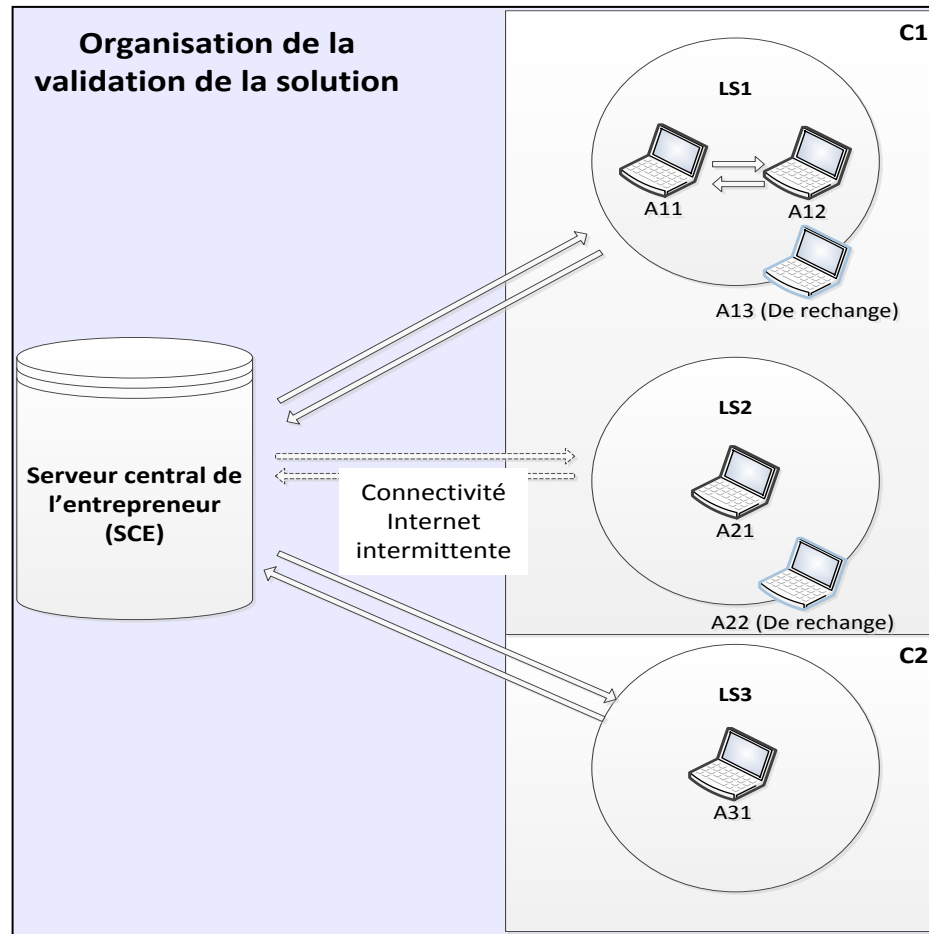 Organisation de la
validation de la solution
C1
LS1
A11
A12
A13 (De rechange)
LS2
Serveur central de
l’entrepreneur
(SCE)
Connectivité
Internet
intermittente
A21
A22 (De rechange)
C2
LS3
A31